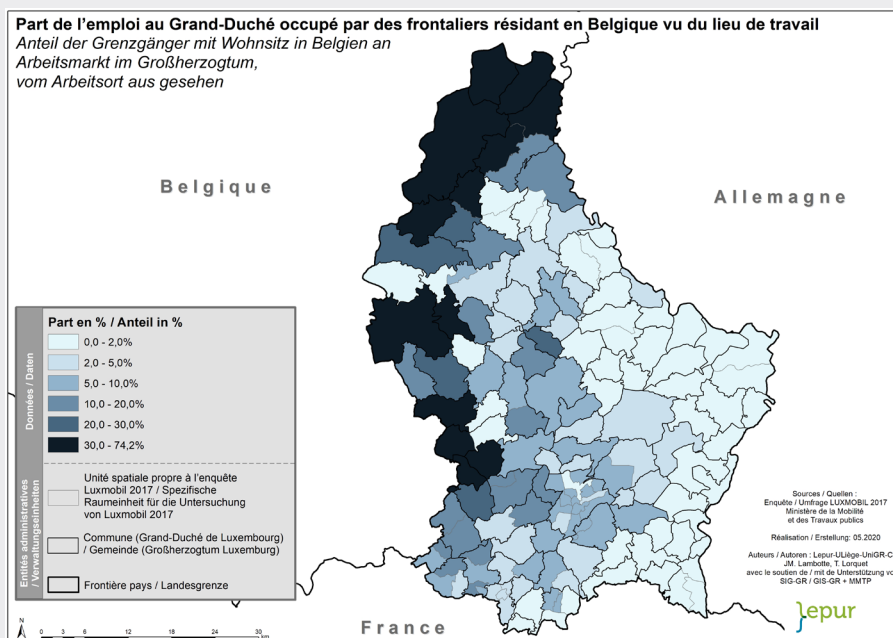 Part de l'emploi au Grand-Duché occupé par des frontaliers résidant en Belgique vu du lieu de travail
Anteil der Grenzgänger mit Wohnsitz in Belgien an
Arbeitsmarkt im Großherzogtum,
vom Arbeitsort aus gesehen
Belgique
Allemagne
Données / Daten
Part en % / Anteil in %
0,0 - 2,0%
2,0 - 5,0%
5,0 - 10,0%
10,0 - 20,0%
20,0 - 30,0%
30,0 - 74,2%
Entités administratives
/ Verwaltungseinheiten
Unité spatiale propre à l'enquête
Luxmobil 2017 / Spezifische
Raumeinheit für die Untersuchung
von Luxmobil 2017
Commune (Grand-Duché de Luxembourg)
/ Gemeinde (Großherzogtum Luxemburg)
Frontière pays / Landesgrenze
Sources / Quellen :
Enquête / Umfrage LUXMOBIL 2017
Ministère de la Mobilité
et des Travaux publics
Réalisation / Erstellung: 05.2020
Auteurs / Autoren : Lepur-ULiège-UniGR-C
JM. Lambotte, T. Lorquet
avec le soutien de / mit de Unterstützung vo
SIG-GR / GIS-GR + MMTP
lepur
France
N
0 3 6 12 18 24 30
km